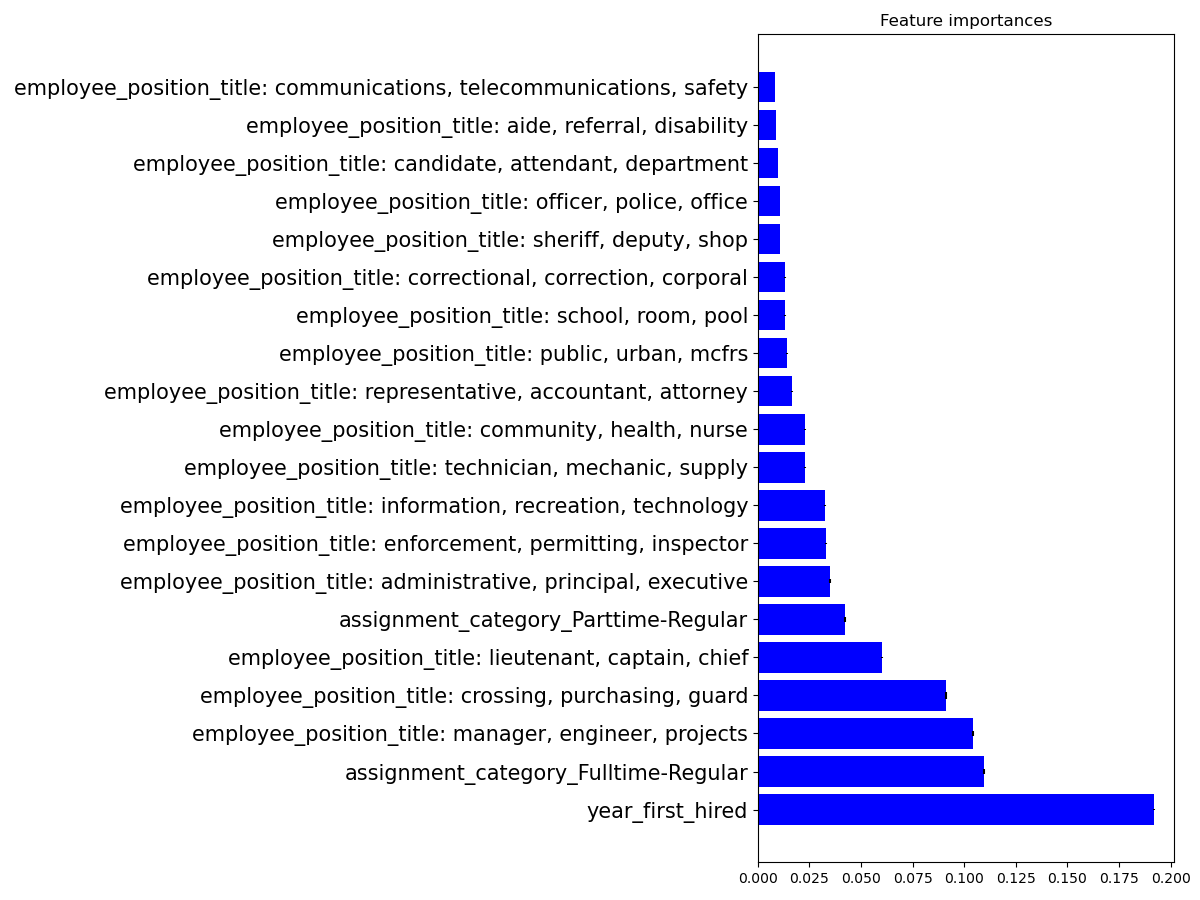 Feature importances
employee_position_title: communications, telecommunications, safety
employee_position_title: aide, referral, disability
employee_position_title: candidate, attendant, department
employee_position_title: officer, police, office
employee_position_title: sheriff, deputy, shop
employee_position_title: correctional, correction, corporal
employee_position_title: school, room, pool
employee_position_title: public, urban, mcfrs
employee_position_title: representative, accountant, attorney
employee_position_title: community, health, nurse
employee_position_title: technician, mechanic, supply
employee_position_title: information, recreation, technology
employee_position_title: enforcement, permitting, inspector
employee_position_title: administrative, principal, executive
assignment_category_Parttime-Regular
employee_position_title: lieutenant, captain, chief
employee_position_title: crossing, purchasing, guard
employee_position_title: manager, engineer, projects
assignment_category_Fulltime-Regular
year_first_hired
0.000 0.025 0.050 0.075 0.100 0.125 0.150 0.175 0.200